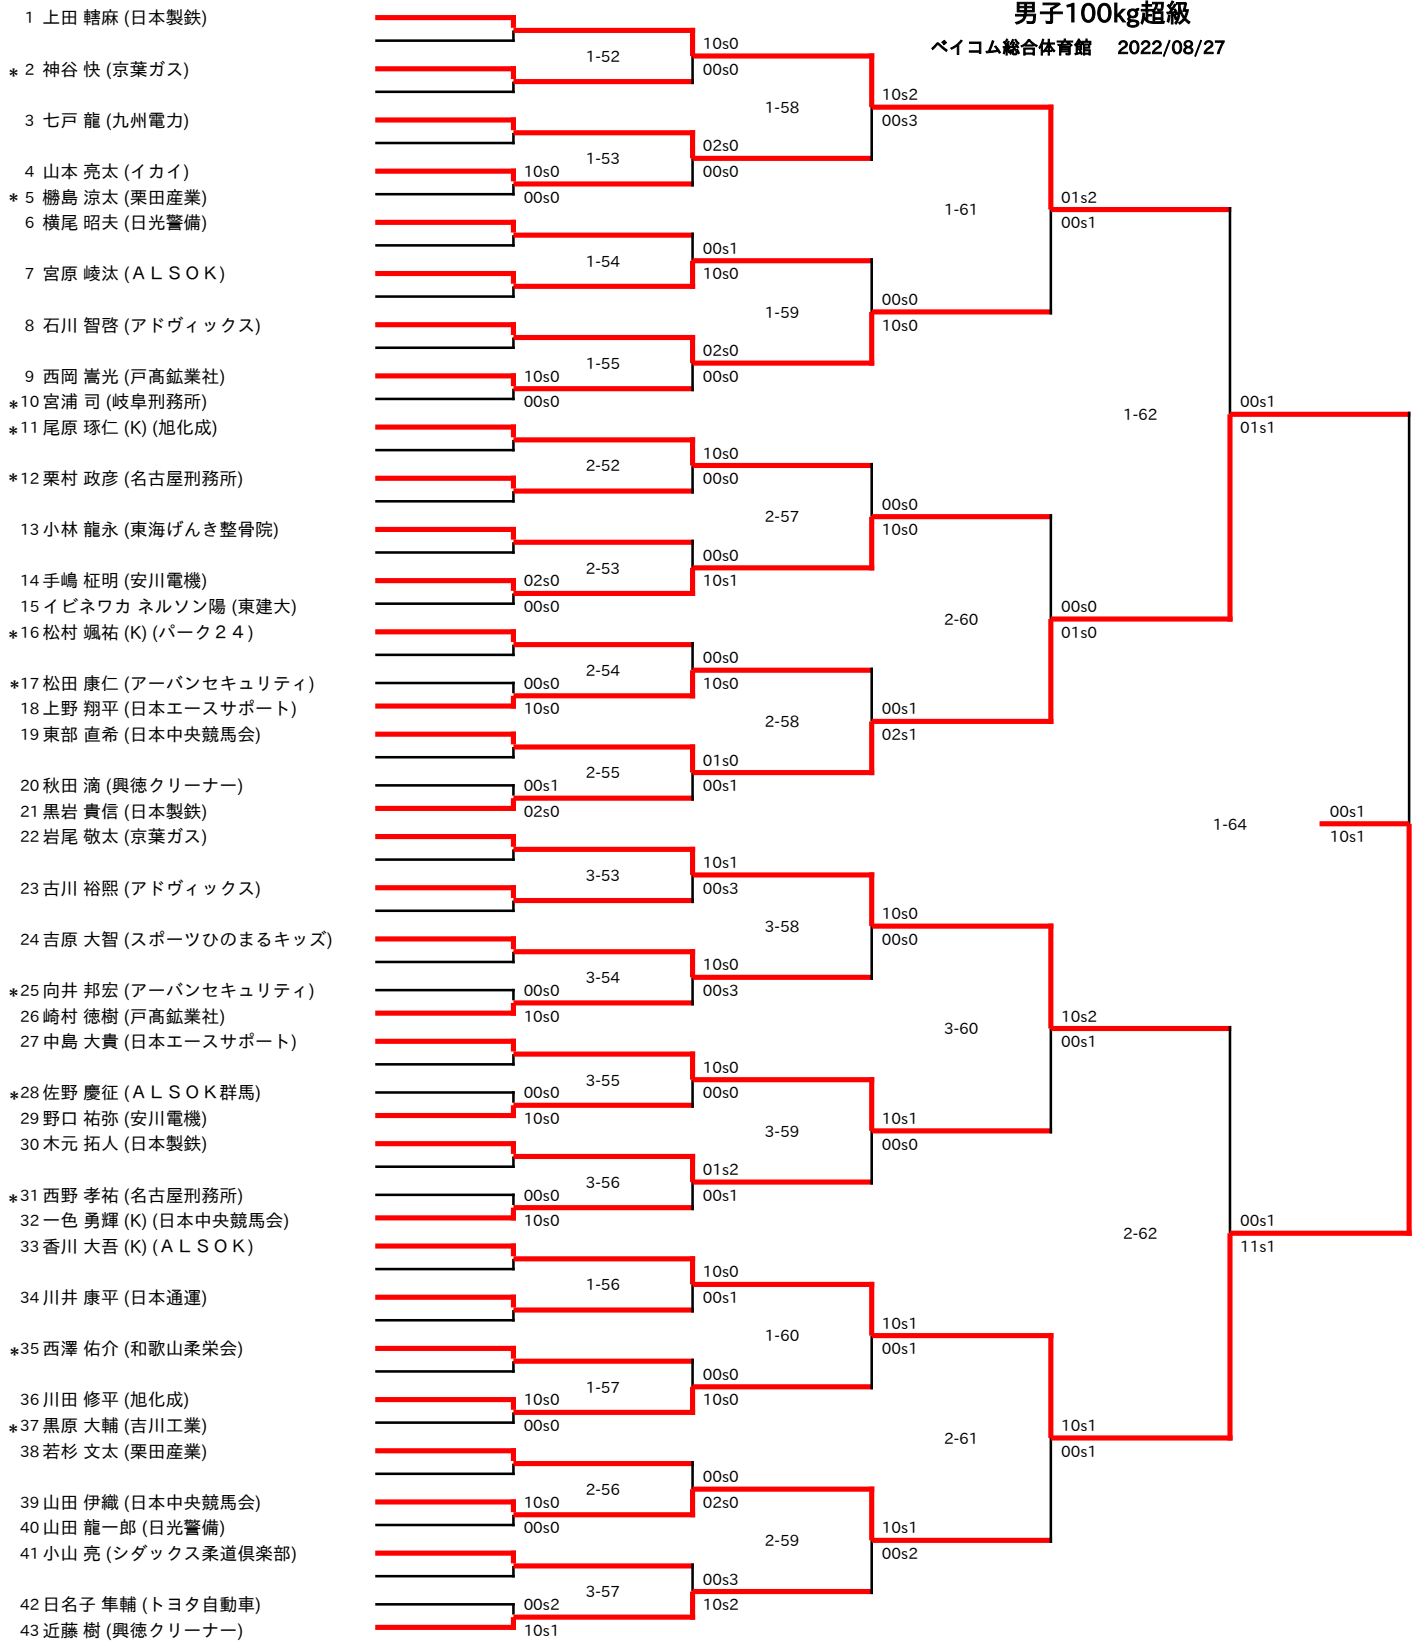 男子100kg超級
ベイコム総合体育館 2022/08/27
1 上田 轄麻 (日本製鉄)
* 2 神谷 快 (京葉ガス)
3 七戸 龍 (九州電力)
4 山本 亮太 (イカイ)
* 5 櫛島 涼太 (栗田産業)
6 横尾 昭夫 (日光警備)
7 宮原 崚汰 (ＡＬＳＯＫ)
8 石川 智啓 (アドヴィックス)
9 西岡 嵩光 (戸髙鉱業社)
*10 宮浦 司 (岐阜刑務所)
*11 尾原 琢仁 (K) (旭化成)
*12 栗村 政彦 (名古屋刑務所)
13 小林 龍永 (東海げんき整骨院)
14 手嶋 柾明 (安川電機)
15 イビネワカ ネルソン陽 (東建大)
*16 松村 颯祐 (K) (パーク２４)
*17 松田 康仁 (アーバンセキュリティ)
18 上野 翔平 (日本エースサポート)
19 東部 直希 (日本中央競馬会)
20 秋田 滴 (興徳クリーナー)
21 黒岩 貴信 (日本製鉄)
22 岩尾 敬太 (京葉ガス)
23 古川 裕熙 (アドヴィックス)
24 吉原 大智 (スポーツひのまるキッズ)
*25 向井 邦宏 (アーバンセキュリティ)
26 崎村 徳樹 (戸髙鉱業社)
27 中島 大貴 (日本エースサポート)
*28 佐野 慶征 (ＡＬＳＯＫ群馬)
29 野口 祐弥 (安川電機)
30 木元 拓人 (日本製鉄)
*31 西野 孝祐 (名古屋刑務所)
32 一色 勇輝 (K) (日本中央競馬会)
33 香川 大吾 (K) (ＡＬＳＯＫ)
34 川井 康平 (日本通運)
*35 西澤 佑介 (和歌山柔栄会)
36 川田 修平 (旭化成)
*37 黒原 大輔 (吉川工業)
38 若杉 文太 (栗田産業)
39 山田 伊織 (日本中央競馬会)
40 山田 龍一郎 (日光警備)
41 小山 亮 (シダックス柔道倶楽部)
42 日名子 隼輔 (トヨタ自動車)
43 近藤 樹 (興徳クリーナー)
10s0
00s0
10s0
00s0
02s0
00s0
00s0
10s0
00s1
02s0
00s0
10s0
00s0
10s0
00s0
10s0
10s0
00s0
10s0
00s0
00s2
10s1
1-52
1-53
1-54
1-55
2-52
2-53
2-54
2-55
3-53
3-54
3-55
3-56
1-56
1-57
2-56
3-57
10s0
00s0
02s0
00s0
00s1
10s0
02s0
00s0
10s0
00s0
00s0
10s1
00s0
10s0
01s0
00s1
10s1
00s3
10s0
00s3
10s0
00s0
01s2
00s1
10s0
00s1
00s0
10s0
00s0
02s0
00s3
10s2
1-58
1-59
2-57
2-58
3-58
3-59
1-60
2-59
10s2
00s3
00s0
10s0
00s0
10s0
00s1
02s1
10s0
00s0
10s1
00s0
10s1
00s1
10s1
00s2
1-61
2-60
3-60
2-61
01s2
00s1
00s0
01s0
10s2
00s1
10s1
00s1
1-62
2-62
00s1
01s1
00s1
11s1
1-64
00s1
10s1